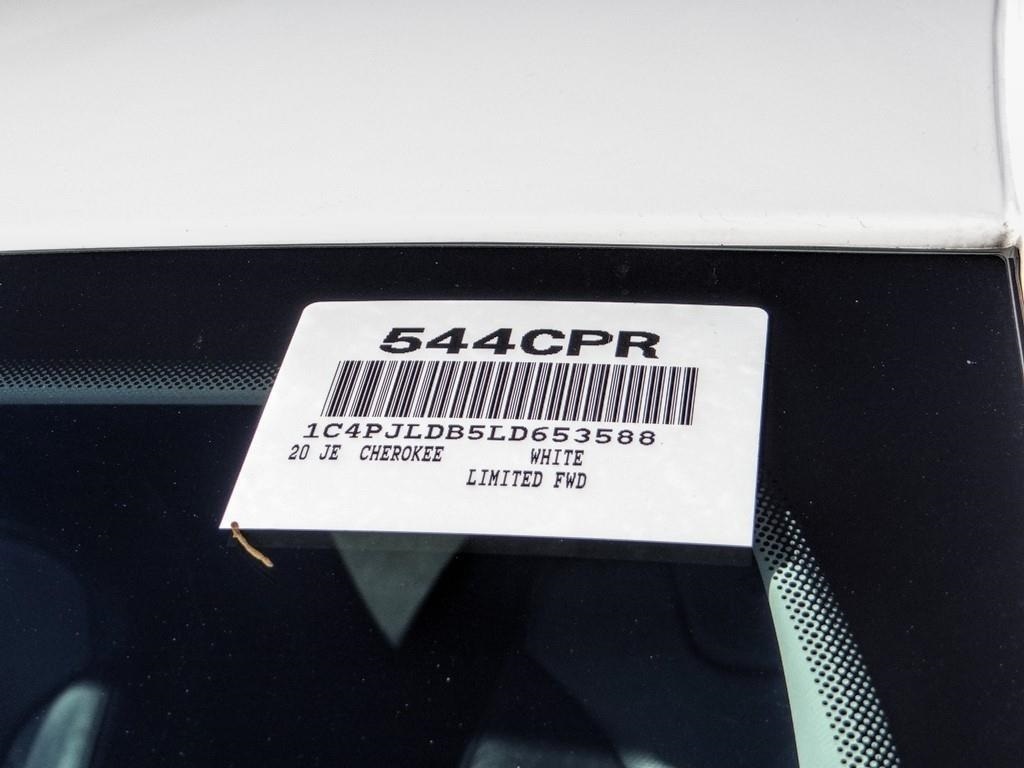 544CPR
1C4PJLDB5LD653588
20 JE CHEROKEE WHITE
LIMITED FWD